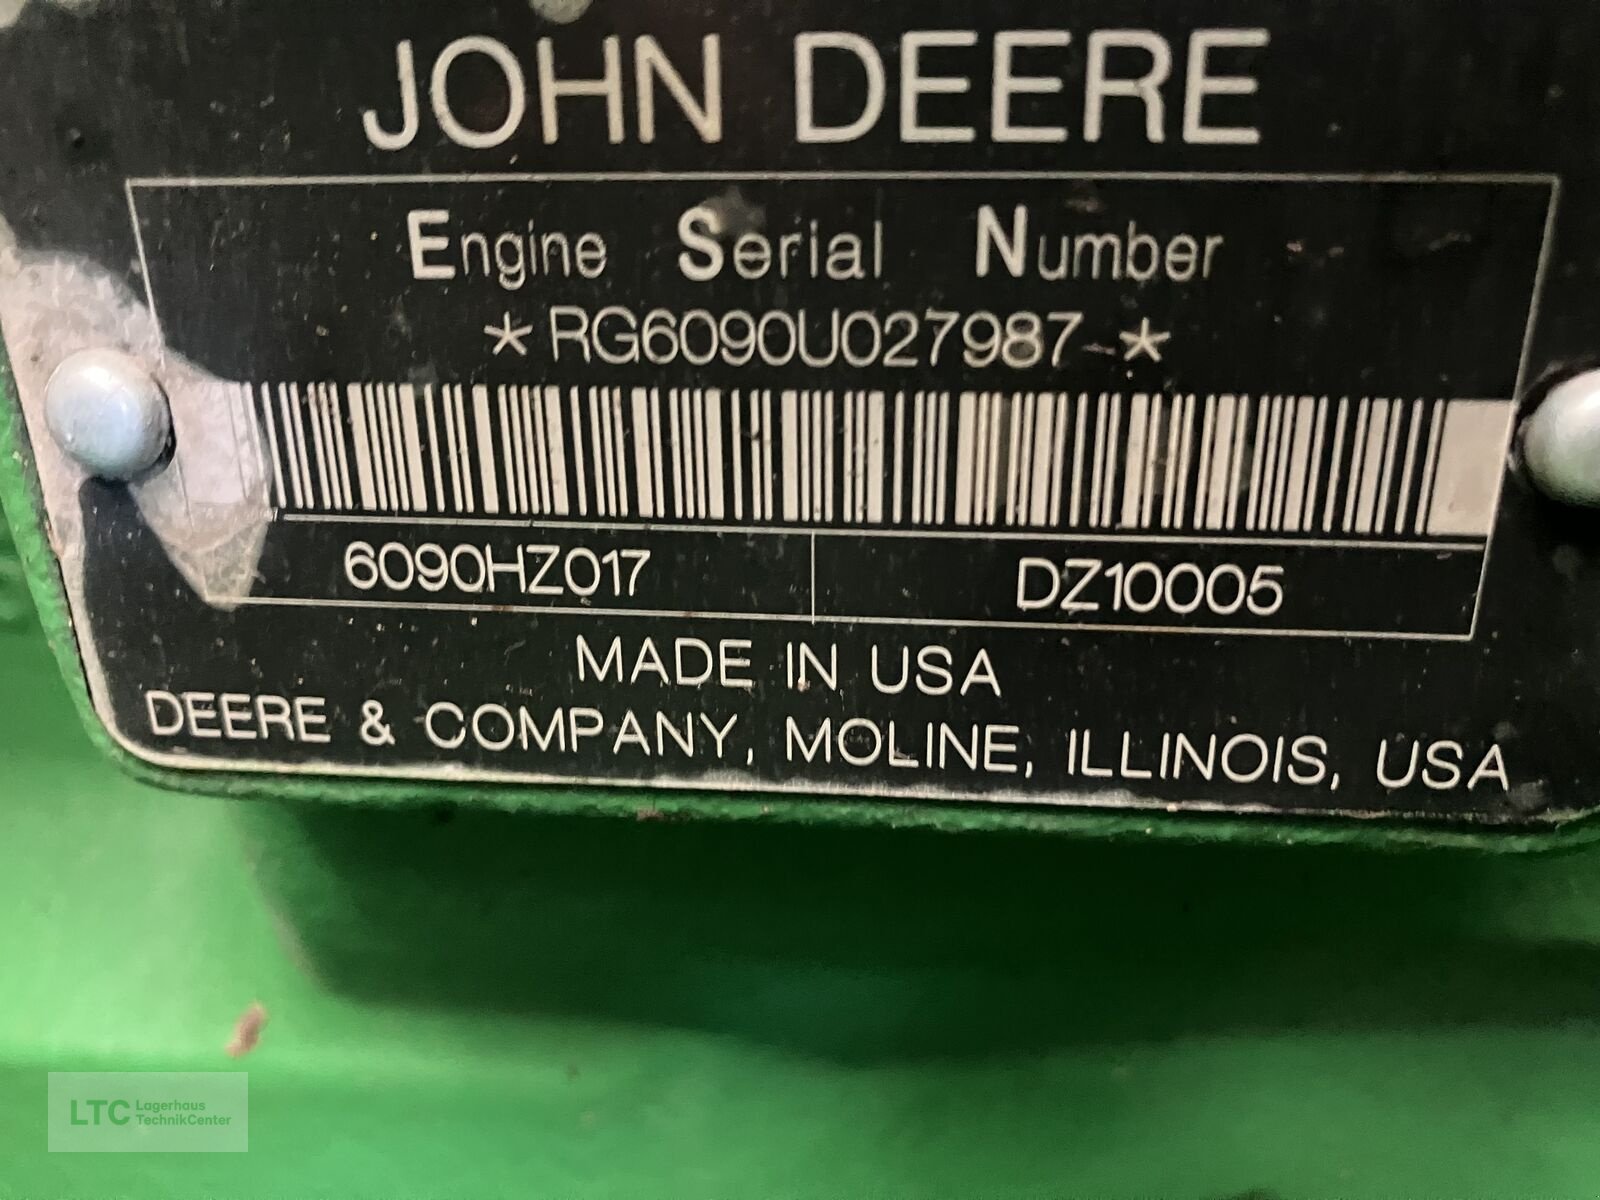 JOHN DEERE
Engine Serial Number
*RG6090U027987-*
6090HZ017 DZ10005
MADE IN USA
DEERE & COMPANY, MOLINE, ILLINOIS, USA
LTC Lagerhaus
TechnikCenter